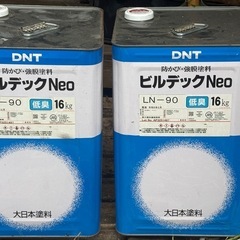 DNT
防かび・強膜塗料
ルデックNeo
-90
低臭
16kg
大日本塗料
DNT
防かび・強膜塗料
ビルデックNeo
LN-90
低臭
16kg
大日本塗料